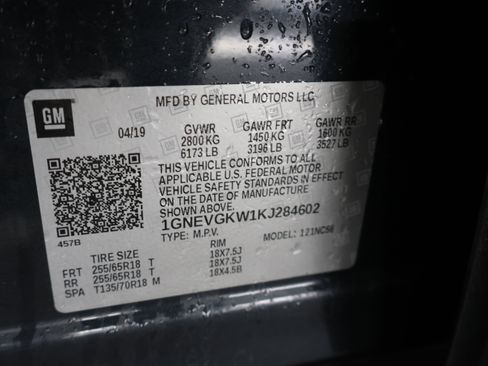 MFD BY GENERAL MOTORS LLC
GM
04/19 GVWR GAWR FRT GAWR RR
2800 KG 1450 KG 1600 KG
6173 LB 3196 LB 3527 LB
THIS VEHICLE CONFORMS TO ALL
APPLICABLE U.S. FEDERAL MOTOR
VEHICLE SAFETY STANDARDS IN EFFECT
ON THE DATE OF MANUFACTURE
SHOWN ABOVE.
1GNEVGKW1KJ284602
TYPE: M.P.V. MODEL: 121NC56
457B
TIRE SIZE RIM
FRT 255/65R18 T 18X7.5J
RR 255/65R18 T 18X7.5J
SPA T135/70R18 M 18X4.5B